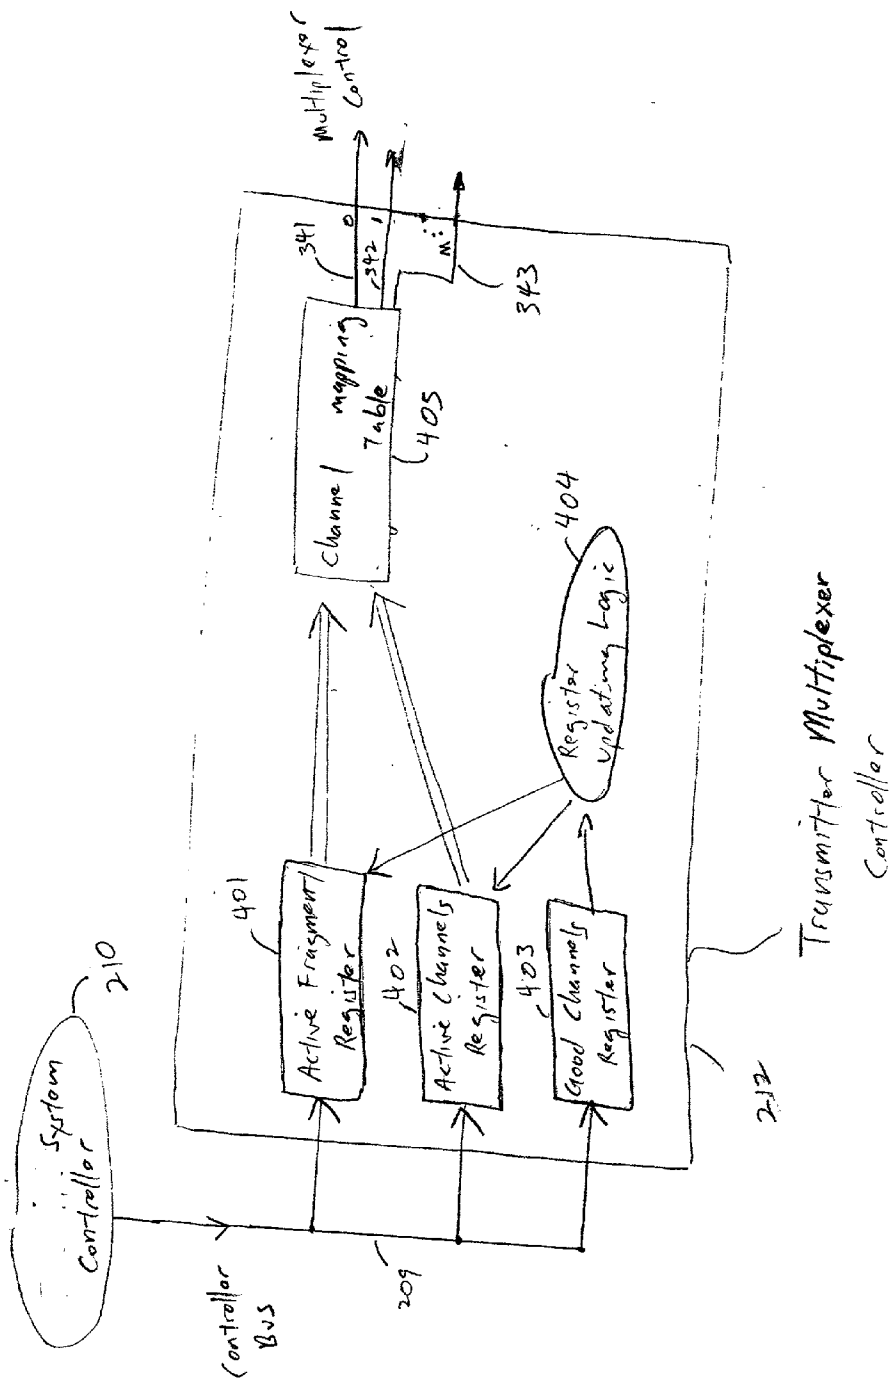 System
Controller
210
Controller
Bus
209
Active Fragment
Register
401
Active Channels
Register
402
Good Channels
Register
403
Register
Updating Logic
404
Channel mapping
Table
405
341
0
342
1
M
343
Multiplexer
Control
212
Transmitter Multiplexer
Controller